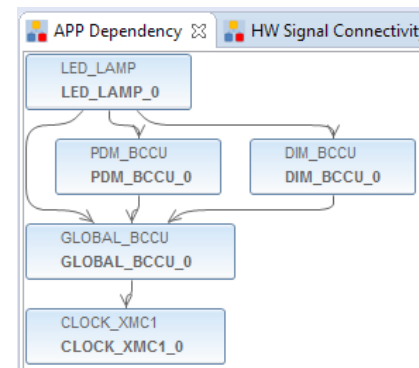 APP Dependency
HW Signal Connectivit
LED_LAMP
LED_LAMP_0
PDM_BCCU
PDM_BCCU_0
DIM_BCCU
DIM_BCCU_0
GLOBAL_BCCU
GLOBAL_BCCU_0
CLOCK_XMC1
CLOCK_XMC1_0